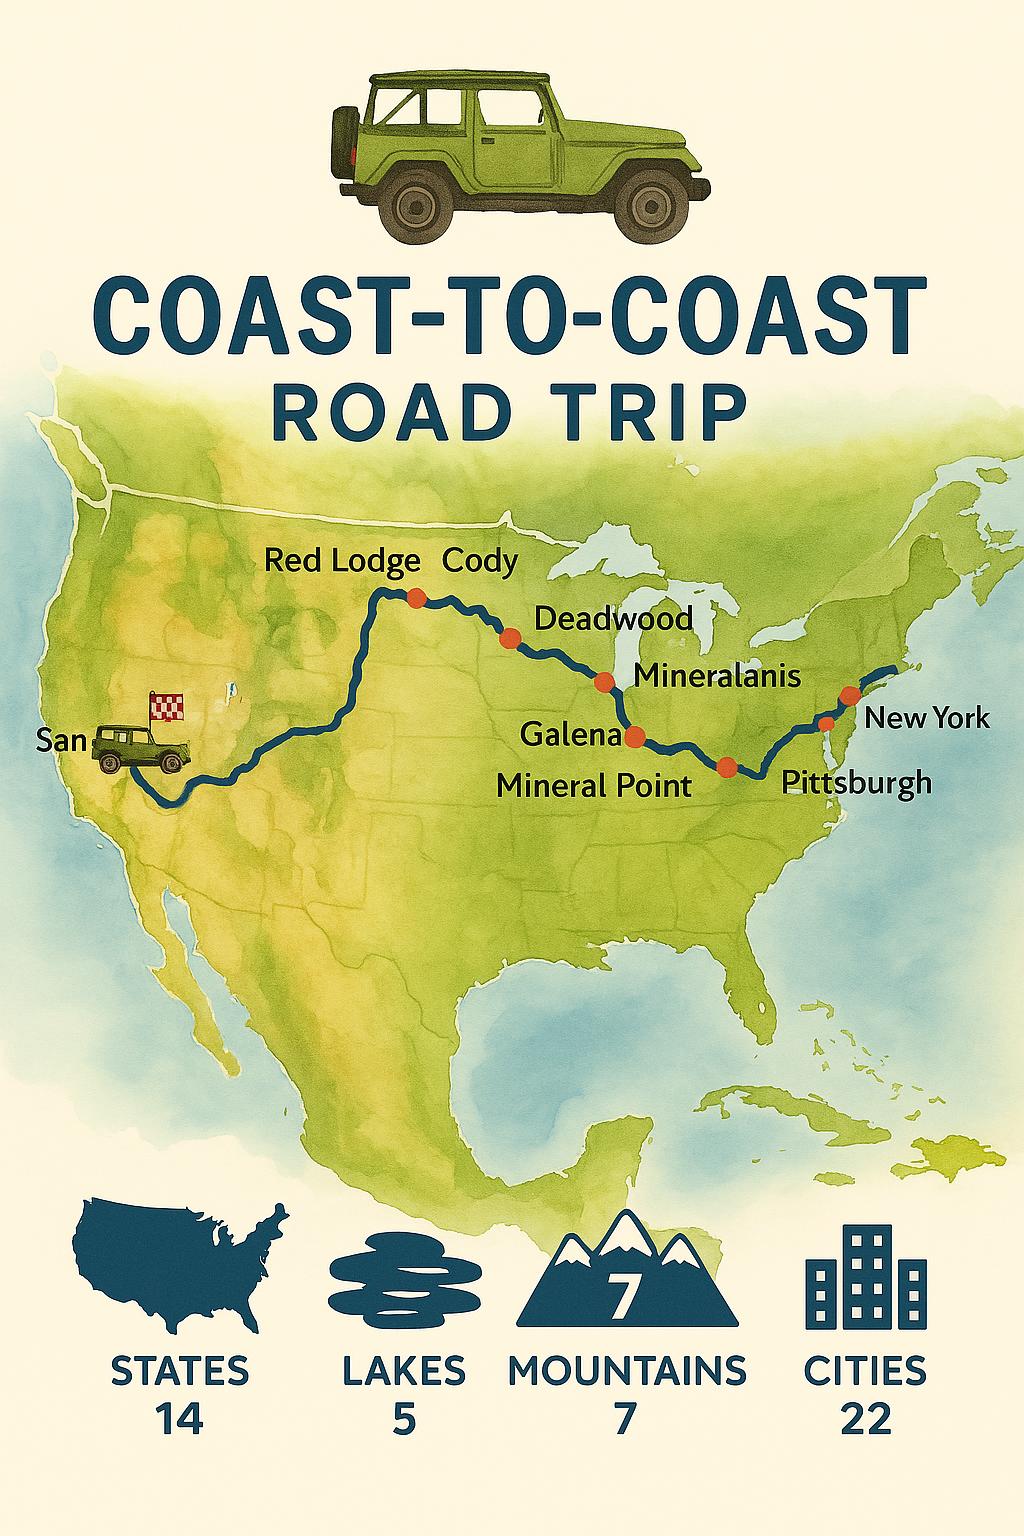 COAST-TO-COAST
ROAD TRIP
Red Lodge
Cody
Deadwood
Mineralanis
San
Galena
New York
Mineral Point
Pittsburgh
7
STATES
14
LAKES
5
MOUNTAINS
7
CITIES
22